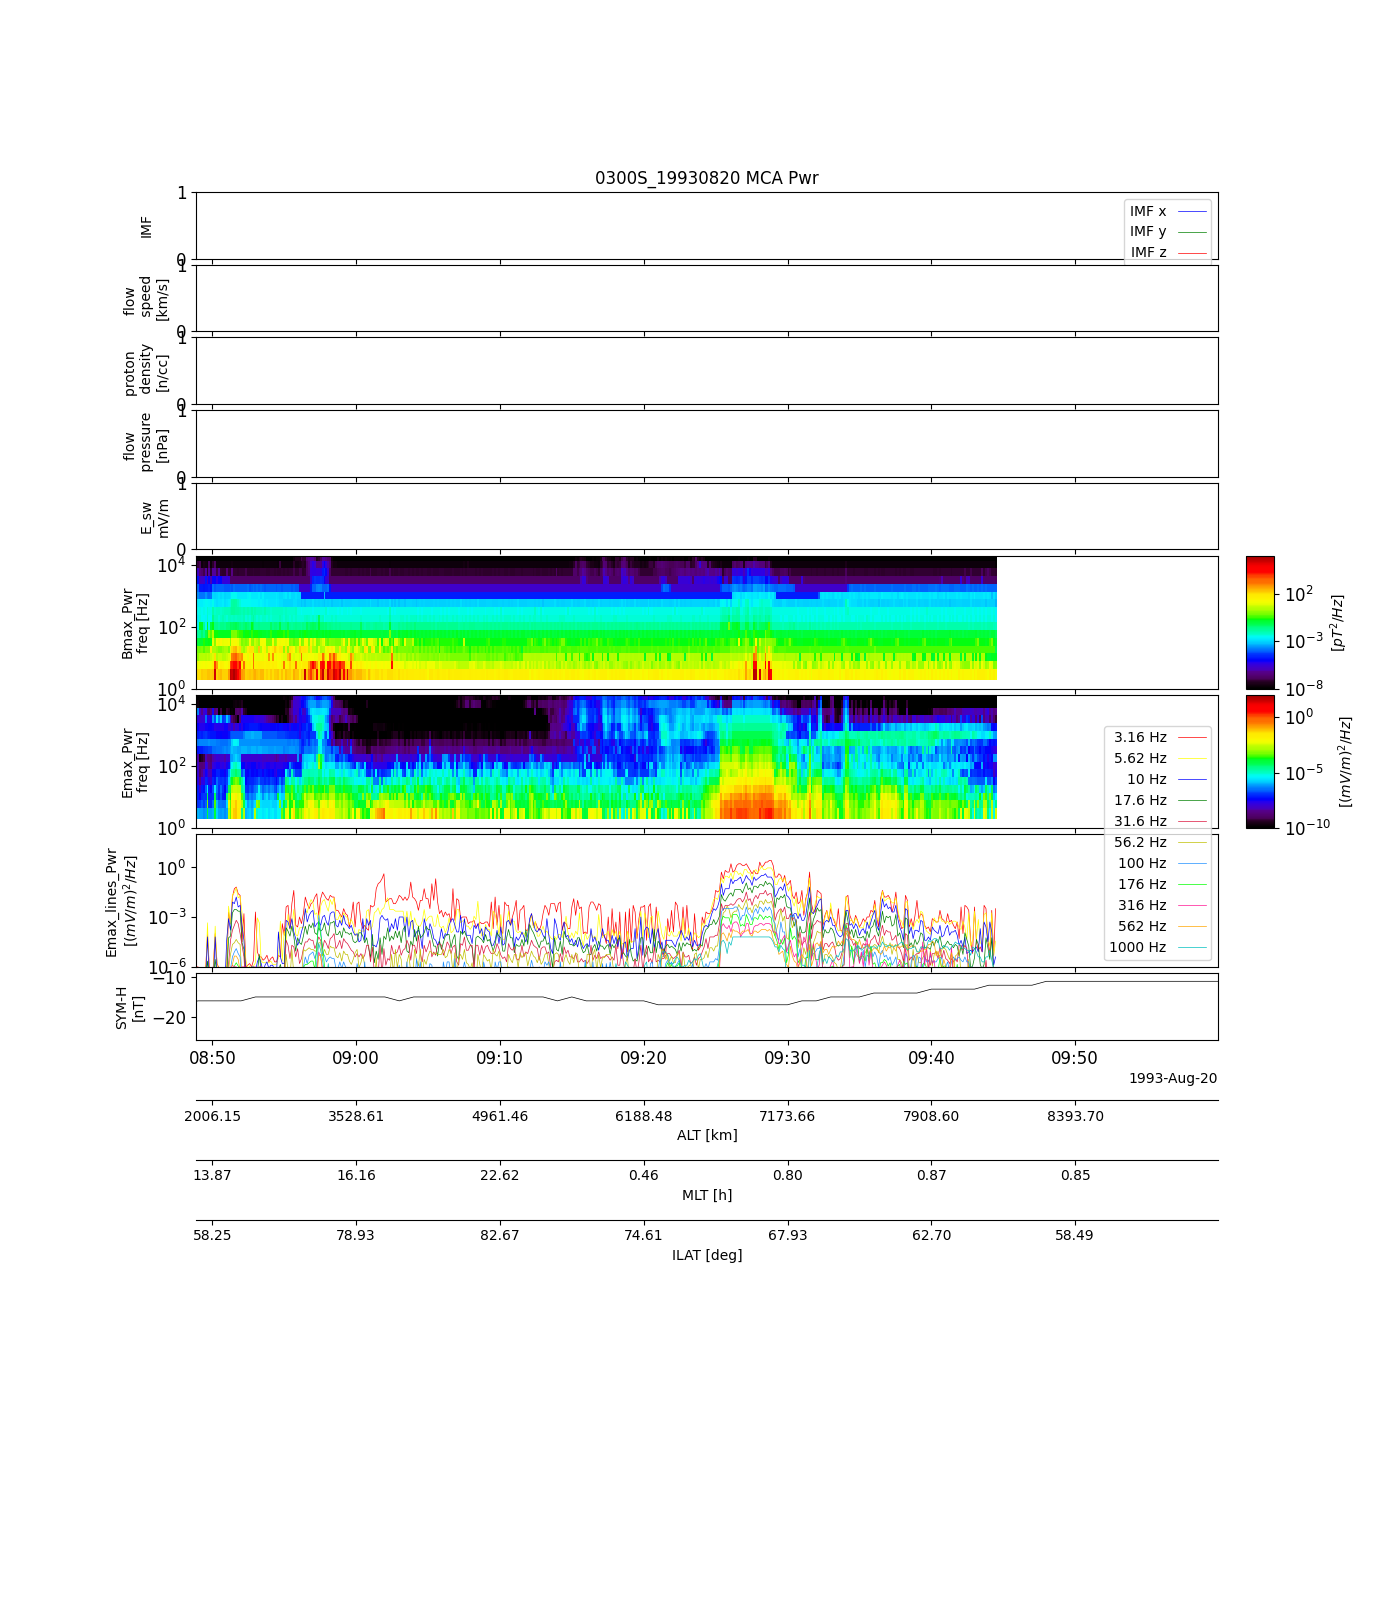 0300S_19930820 MCA Pwr
1
IMF
0
IMF x
IMF y
IMF z
1
flow
speed
[km/s]
0
1
proton
density
[n/cc]
0
1
flow
pressure
[nPa]
0
1
E_sw
mV/m
0
10^4
10^2
10^0
Bmax_Pwr
freq [Hz]
10^2
10^-3
10^-8
[pT^2/Hz]
10^4
10^2
10^0
Emax_Pwr
freq [Hz]
10^0
10^-5
10^-10
[(mV/m)^2/Hz]
3.16 Hz
5.62 Hz
10 Hz
17.6 Hz
31.6 Hz
56.2 Hz
100 Hz
176 Hz
316 Hz
562 Hz
1000 Hz
10^0
10^-3
10^-6
Emax_lines_Pwr
[(mV/m)^2/Hz]
−10
−20
SYM-H
[nT]
08:50 09:00 09:10 09:20 09:30 09:40 09:50
1993-Aug-20
2006.15 3528.61 4961.46 6188.48 7173.66 7908.60 8393.70
ALT [km]
13.87 16.16 22.62 0.46 0.80 0.87 0.85
MLT [h]
58.25 78.93 82.67 74.61 67.93 62.70 58.49
ILAT [deg]